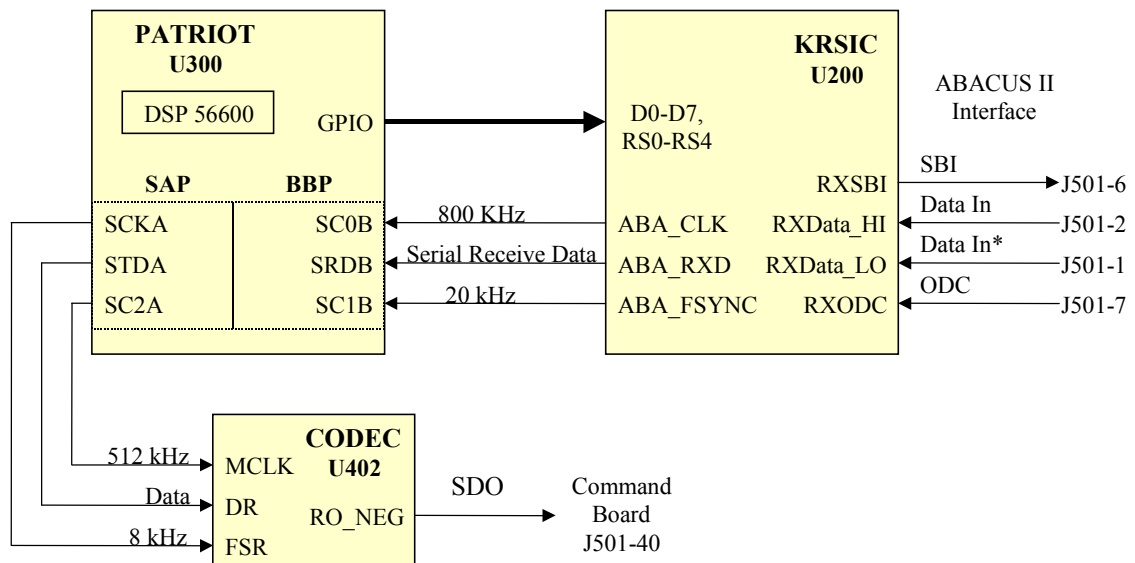 PATRIOT
U300
DSP 56600
GPIO
SAP
BBP
SCKA
SC0B
STDA
SRDB
SC2A
SC1B
800 KHz
Serial Receive Data
20 kHz
KRSIC
U200
D0-D7,
RS0-RS4
RXSBI
ABA_CLK
RXData_HI
ABA_RXD
RXData_LO
ABA_FSYNC
RXODC
ABACUS II
Interface
SBI
J501-6
Data In
J501-2
Data In*
J501-1
ODC
J501-7
512 kHz
Data
8 kHz
CODEC
U402
MCLK
DR
RO_NEG
FSR
SDO
Command
Board
J501-40